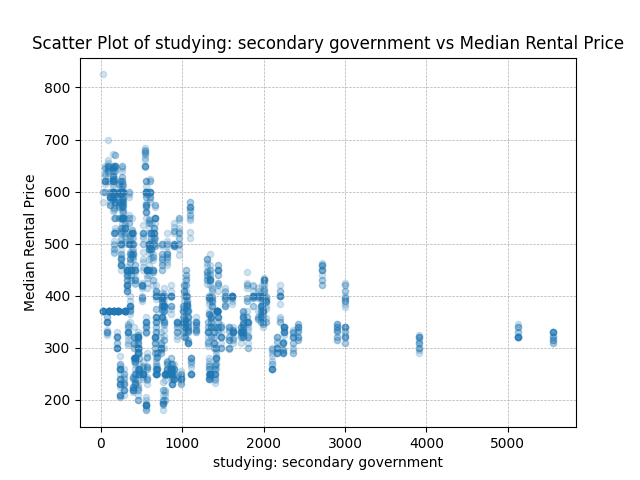 Scatter Plot of studying: secondary government vs Median Rental Price
800
700
600
500
400
300
200
Median Rental Price
0 1000 2000 3000 4000 5000
studying: secondary government